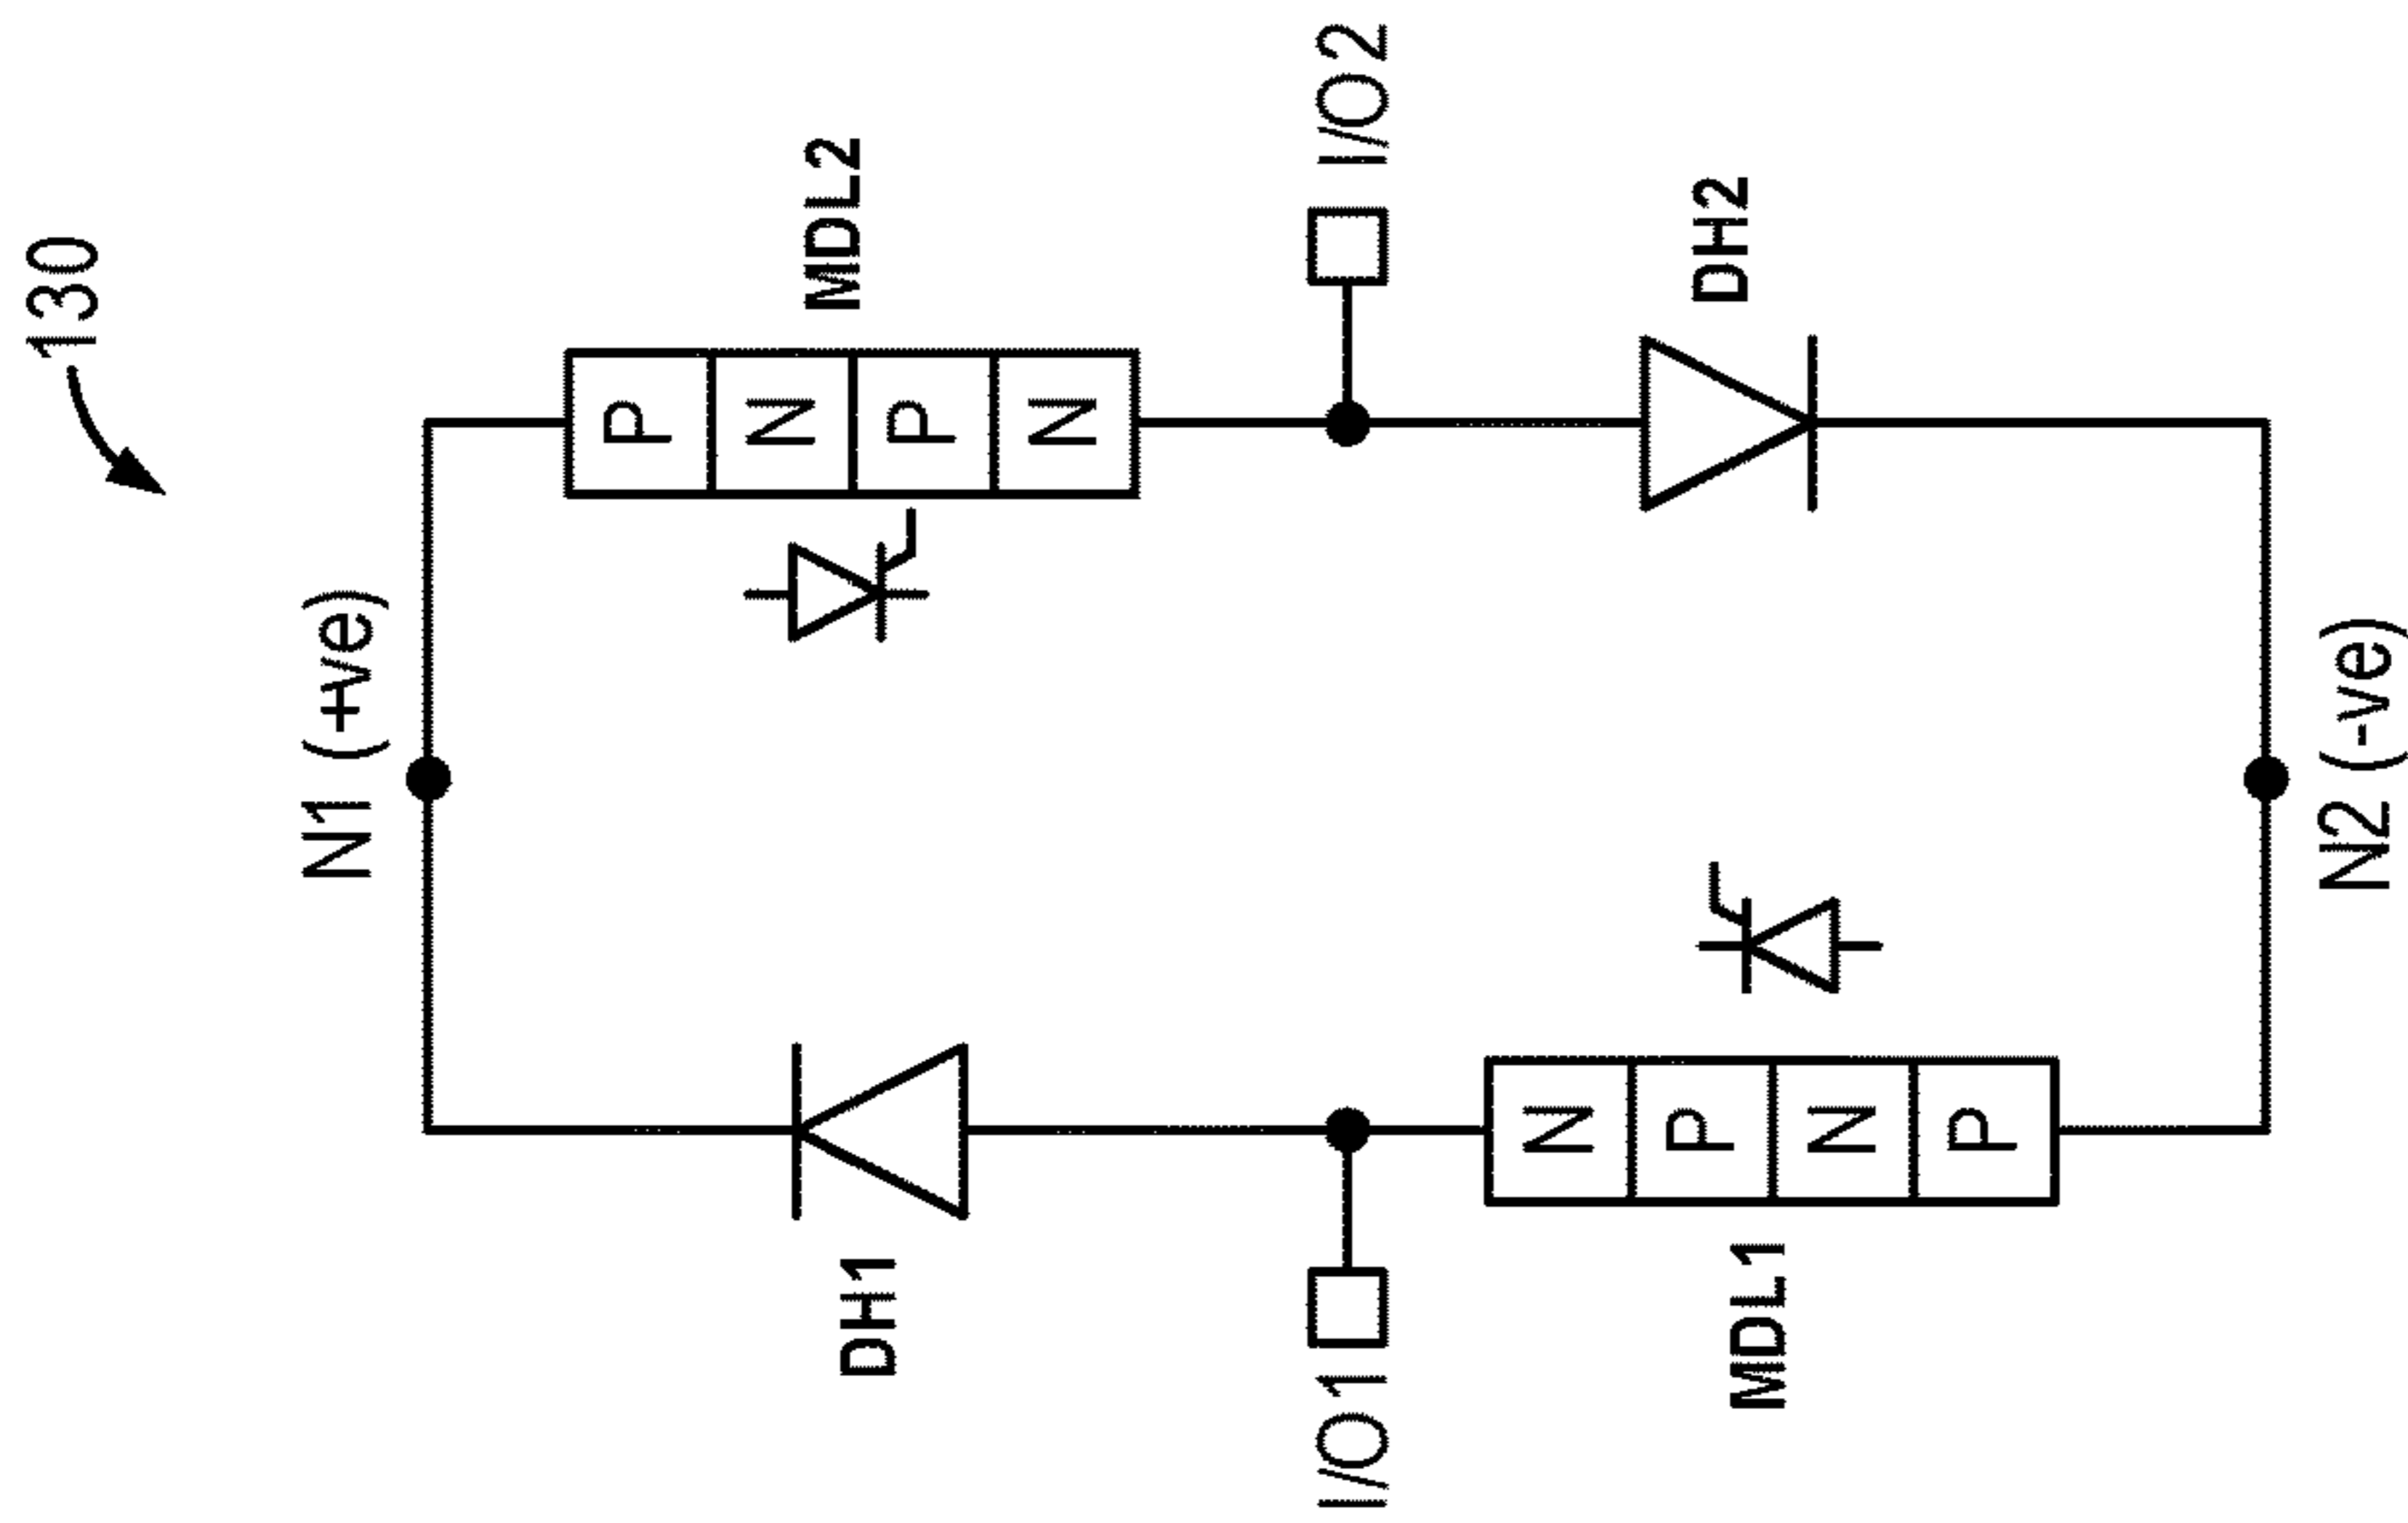 130
N1 (+ve)
DH1
MDL2
P
N
P
N
I/O1
I/O2
N
P
N
P
MDL1
DH2
N2 (-ve)